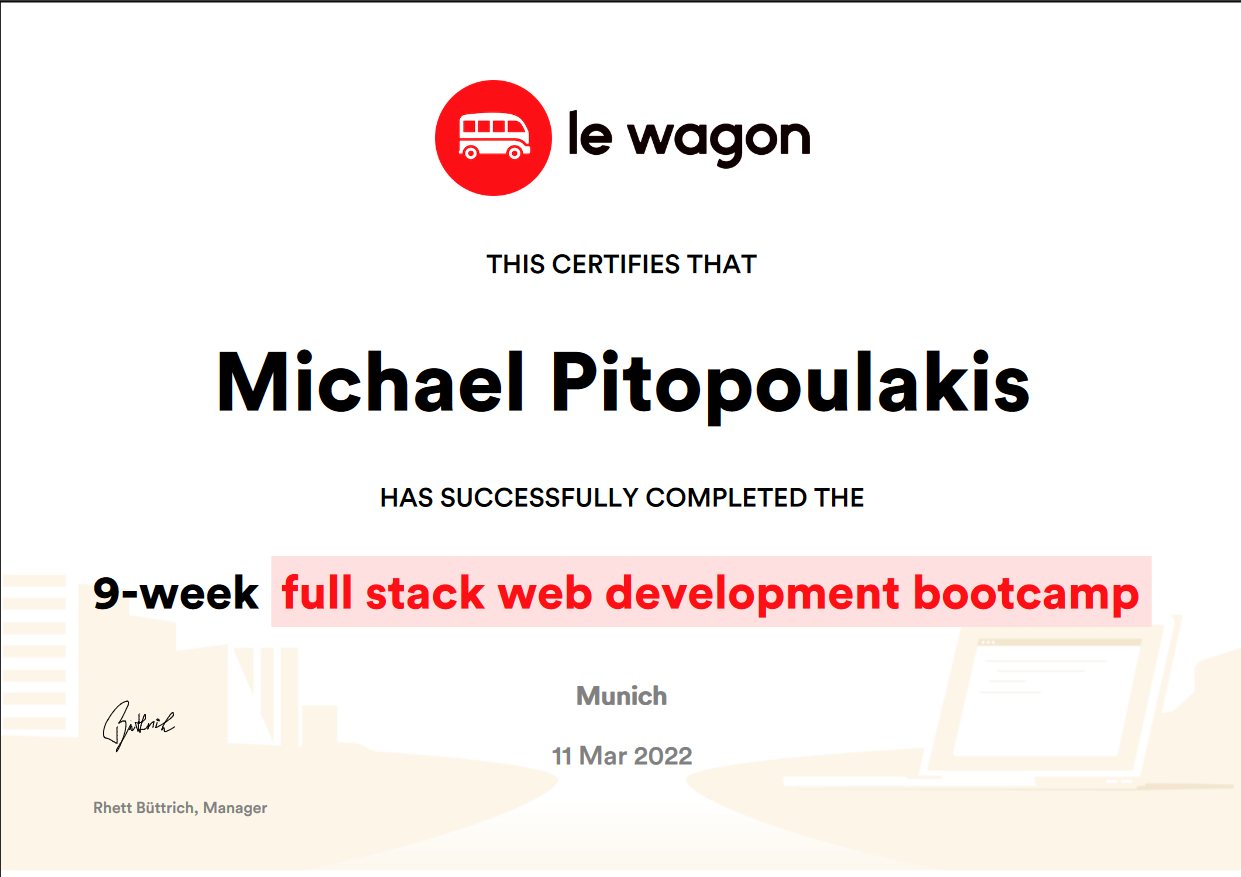 le wagon
THIS CERTIFIES THAT
Michael Pitopoulakis
HAS SUCCESSFULLY COMPLETED THE
9-week full stack web development bootcamp
Munich
11 Mar 2022
Büttrich
Rhett Büttrich, Manager